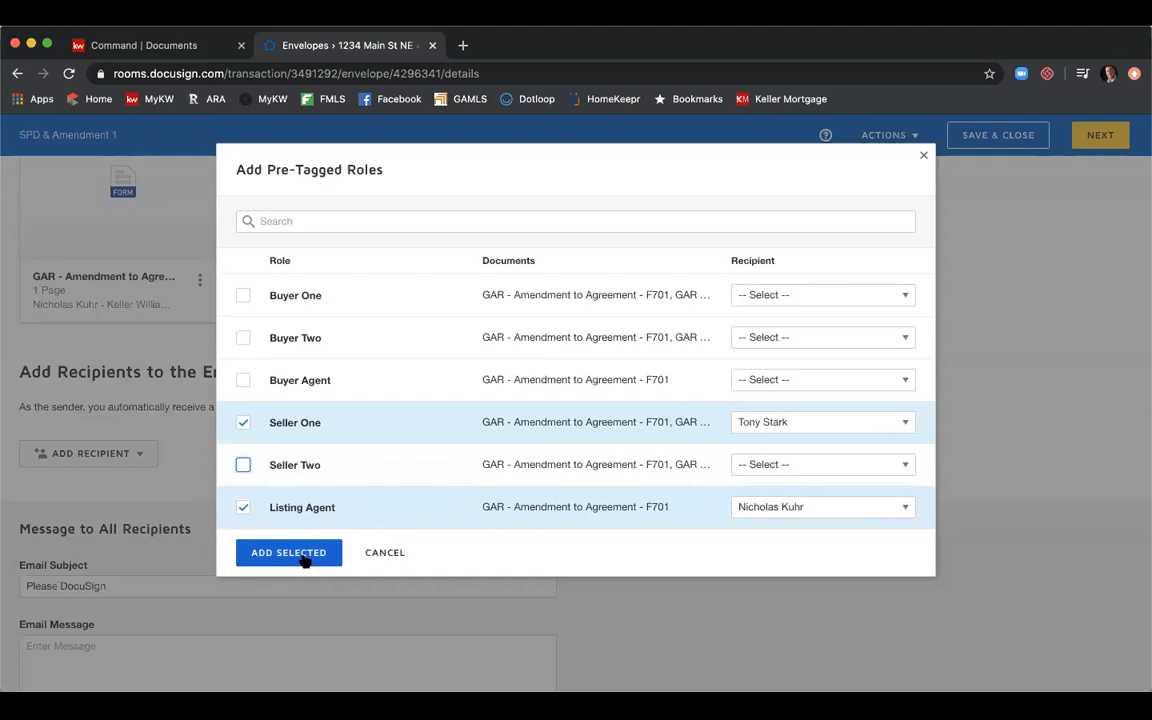 Command | Documents
Envelopes › 1234 Main St NE
rooms.docusign.com/transaction/3491292/envelope/4296341/details
Apps Home kw MyKW R ARA MyKW FMLS Facebook GAMLS Dotloop HomeKeepr Bookmarks KM Keller Mortgage
SPD & Amendment 1
ACTIONS
SAVE & CLOSE
NEXT
Add Pre-Tagged Roles
Search
Role Documents Recipient
Buyer One GAR - Amendment to Agreement - F701, GAR ... -- Select --
Buyer Two GAR - Amendment to Agreement - F701, GAR ... -- Select --
Buyer Agent GAR - Amendment to Agreement - F701 -- Select --
Seller One GAR - Amendment to Agreement - F701, GAR ... Tony Stark
Seller Two GAR - Amendment to Agreement - F701, GAR ... -- Select --
Listing Agent GAR - Amendment to Agreement - F701 Nicholas Kuhr
ADD SELECTED CANCEL
FORM
GAR - Amendment to Agre...
1 Page
Nicholas Kuhr - Keller Willia...
Add Recipients to the E
As the sender, you automatically receive a
ADD RECIPIENT
Message to All Recipients
Email Subject
Please DocuSign
Email Message
Enter Message